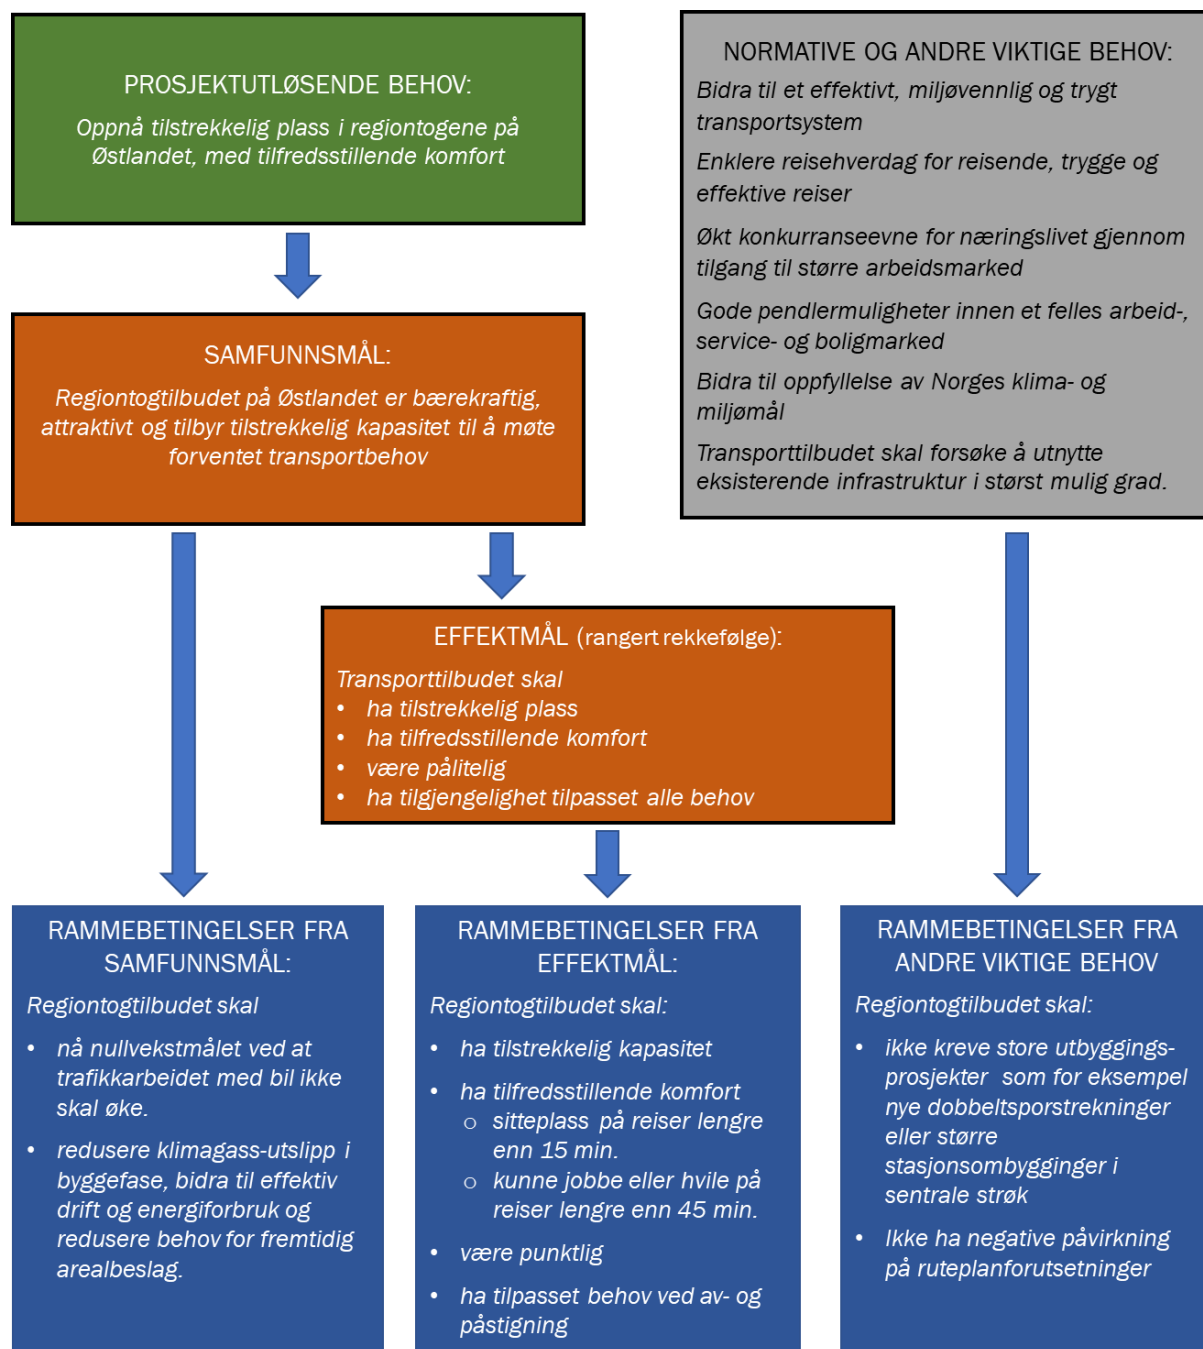 PROSJEKTUTLØSENDE BEHOV:
Oppnå tilstrekkelig plass i regiontogene på
Østlandet, med tilfredsstillende komfort
NORMATIVE OG ANDRE VIKTIGE BEHOV:
Bidra til et effektivt, miljøvennlig og trygt
transportsystem
Enklere reisehverdag for reisende, trygge og
effektive reiser
Økt konkurranseevne for næringslivet gjennom
tilgang til større arbeidsmarked
Gode pendlermuligheter innen et felles arbeid-,
service- og boligmarked
Bidra til oppfyllelse av Norges klima- og
miljømål
Transporttilbudet skal forsøke å utnytte
eksisterende infrastruktur i størst mulig grad.
SAMFUNNSMÅL:
Regiontogtilbudet på Østlandet er bærekraftig,
attraktivt og tilbyr tilstrekkelig kapasitet til å møte
forventet transportbehov
EFFEKTMÅL (rangert rekkefølge):
Transporttilbudet skal
• ha tilstrekkelig plass
• ha tilfredsstillende komfort
• være pålitelig
• ha tilgjengelighet tilpasset alle behov
RAMMEBETINGELSER FRA
SAMFUNNSMÅL:
Regiontogtilbudet skal
• nå nullvekstmålet ved at
trafikkarbeidet med bil ikke
skal øke.
• redusere klimagass-utslipp i
byggefase, bidra til effektiv
drift og energiforbruk og
redusere behov for fremtidig
arealbeslag.
RAMMEBETINGELSER FRA
EFFEKTMÅL:
Regiontogtilbudet skal:
• ha tilstrekkelig kapasitet
• ha tilfredsstillende komfort
o sitteplass på reiser lengre
enn 15 min.
o kunne jobbe eller hvile på
reiser lengre enn 45 min.
• være punktlig
• ha tilpasset behov ved av- og
påstigning
RAMMEBETINGELSER FRA
ANDRE VIKTIGE BEHOV
Regiontogtilbudet skal:
• ikke kreve store utbyggings-
prosjekter som for eksempel
nye dobbeltsporstrekninger
eller større
stasjonsombygginger i
sentrale strøk
• Ikke ha negative påvirkning
på ruteplanforutsetninger